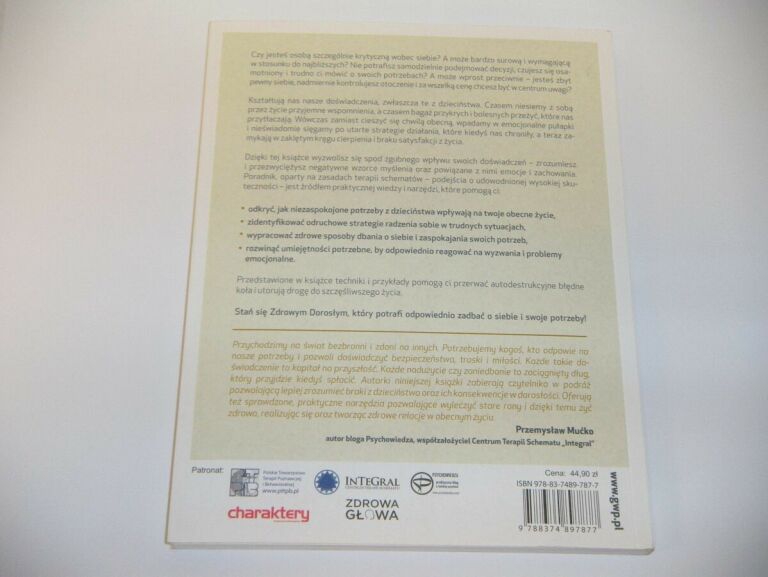 Czy jesteś osobą szczególnie krytyczną wobec siebie? A może bardzo surową i wymagającą
w stosunku do najbliższych? Nie potrafisz samodzielnie podejmować decyzji, czujesz się osa-
motniony i trudno ci mówić o swoich potrzebach? A może wprost przeciwnie – jesteś zbyt
pewny siebie, nadmiernie kontrolujesz otoczenie i za wszelką cenę chcesz być w centrum uwagi?
Kształtują nas nasze doświadczenia, zwłaszcza te z dzieciństwa. Czasem niesiemy z sobą
przez życie przyjemne wspomnienia, a czasem bagaż przykrych i bolesnych przeżyć, które nas
przytłaczają. Wówczas zamiast cieszyć się chwilą obecną, wpadamy w emocjonalne pułapki
i nieświadomie sięgamy po utarte strategie działania, które kiedyś nas chroniły, a teraz za-
mykają w zaklętym kręgu cierpienia i braku satysfakcji z życia.
Dzięki tej książce wyzwolisz się spod zgubnego wpływu swoich doświadczeń – zrozumiesz
i przezwyciężysz negatywne wzorce myślenia oraz powiązane z nimi emocje i zachowania.
Poradnik, oparty na zasadach terapii schematów – podejścia o udowodnionej wysokiej sku-
teczności – jest źródłem praktycznej wiedzy i narzędzi, które pomogą ci:
• odkryć, jak niezaspokojone potrzeby z dzieciństwa wpływają na twoje obecne życie,
• zidentyfikować odruchowe strategie radzenia sobie w trudnych sytuacjach,
• wypracować zdrowe sposoby dbania o siebie i zaspokajania swoich potrzeb,
• rozwinąć umiejętności potrzebne, by odpowiednio reagować na wyzwania i problemy
emocjonalne.
Przedstawione w książce techniki i przykłady pomogą ci przerwać autodestrukcyjne błędne
koła i utorują drogę do szczęśliwszego życia.
Stań się Zdrowym Dorosłym, który potrafi odpowiednio zadbać o siebie i swoje potrzeby!
Przychodzimy na świat bezbronni i zdani na innych. Potrzebujemy kogoś, kto odpowie na
nasze potrzeby i pozwoli doświadczyć bezpieczeństwa, troski i miłości. Każde takie do-
świadczenie to kapitał na przyszłość. Każde nadużycie czy zaniedbanie to zaciągnięty dług,
który przyjdzie kiedyś spłacić. Autorki niniejszej książki zabierają czytelnika w podróż
pozwalającą lepiej zrozumieć braki z dzieciństwa oraz ich konsekwencje w dorosłości. Oferują
też sprawdzone, praktyczne narzędzia pozwalające wyleczyć stare rany i dzięki temu żyć
zdrowo, realizując się oraz tworząc zdrowe relacje w obecnym życiu.
Przemysław Mućko
autor bloga Psychowiedza, współzałożyciel Centrum Terapii Schematu „Integral"
Patronat:
Polskie Towarzystwo
Terapii Poznawczej
i Behawioralnej
www.pttpb.pl
INTEGRAL
charaktery
ZDROWA
GŁOWA
Cena: 44,90 zł
ISBN 978-83-7489-787-7
9 788374 897877
www.gwp.pl